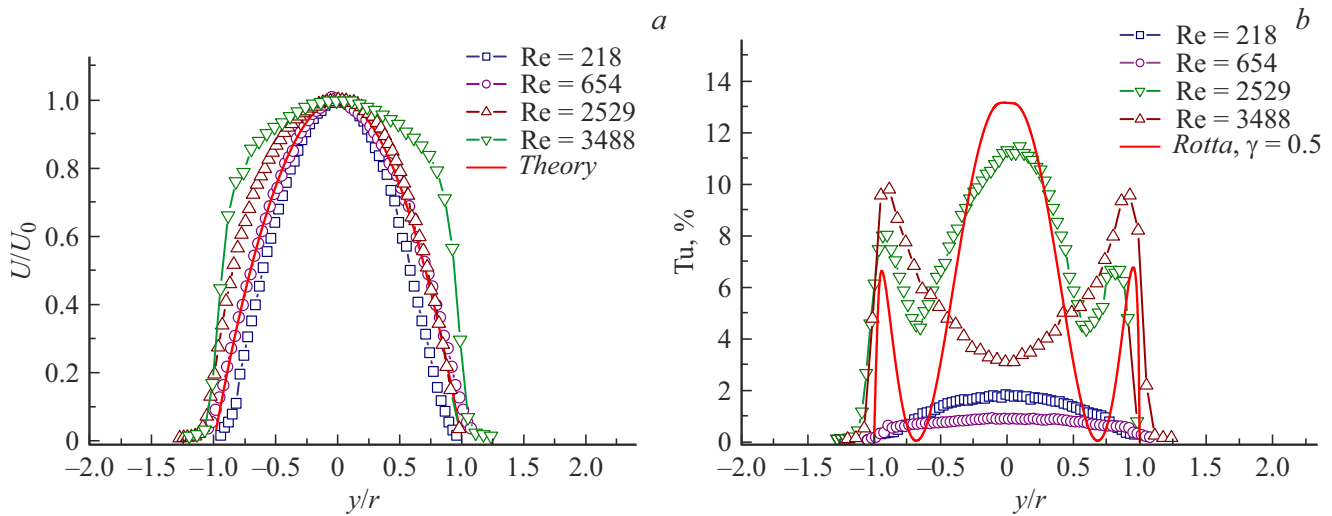 a
Re = 218
Re = 654
Re = 2529
Re = 3488
Theory
1.0
0.8
0.6
0.4
0.2
0
U/U₀
–2.0 –1.5 –1.0 –0.5 0 0.5 1.0 1.5 2.0
y/r
b
Re = 218
Re = 654
Re = 2529
Re = 3488
Rotta, γ = 0.5
14
12
10
8
6
4
2
0
Tu, %
–2.0 –1.5 –1.0 –0.5 0 0.5 1.0 1.5 2.0
y/r